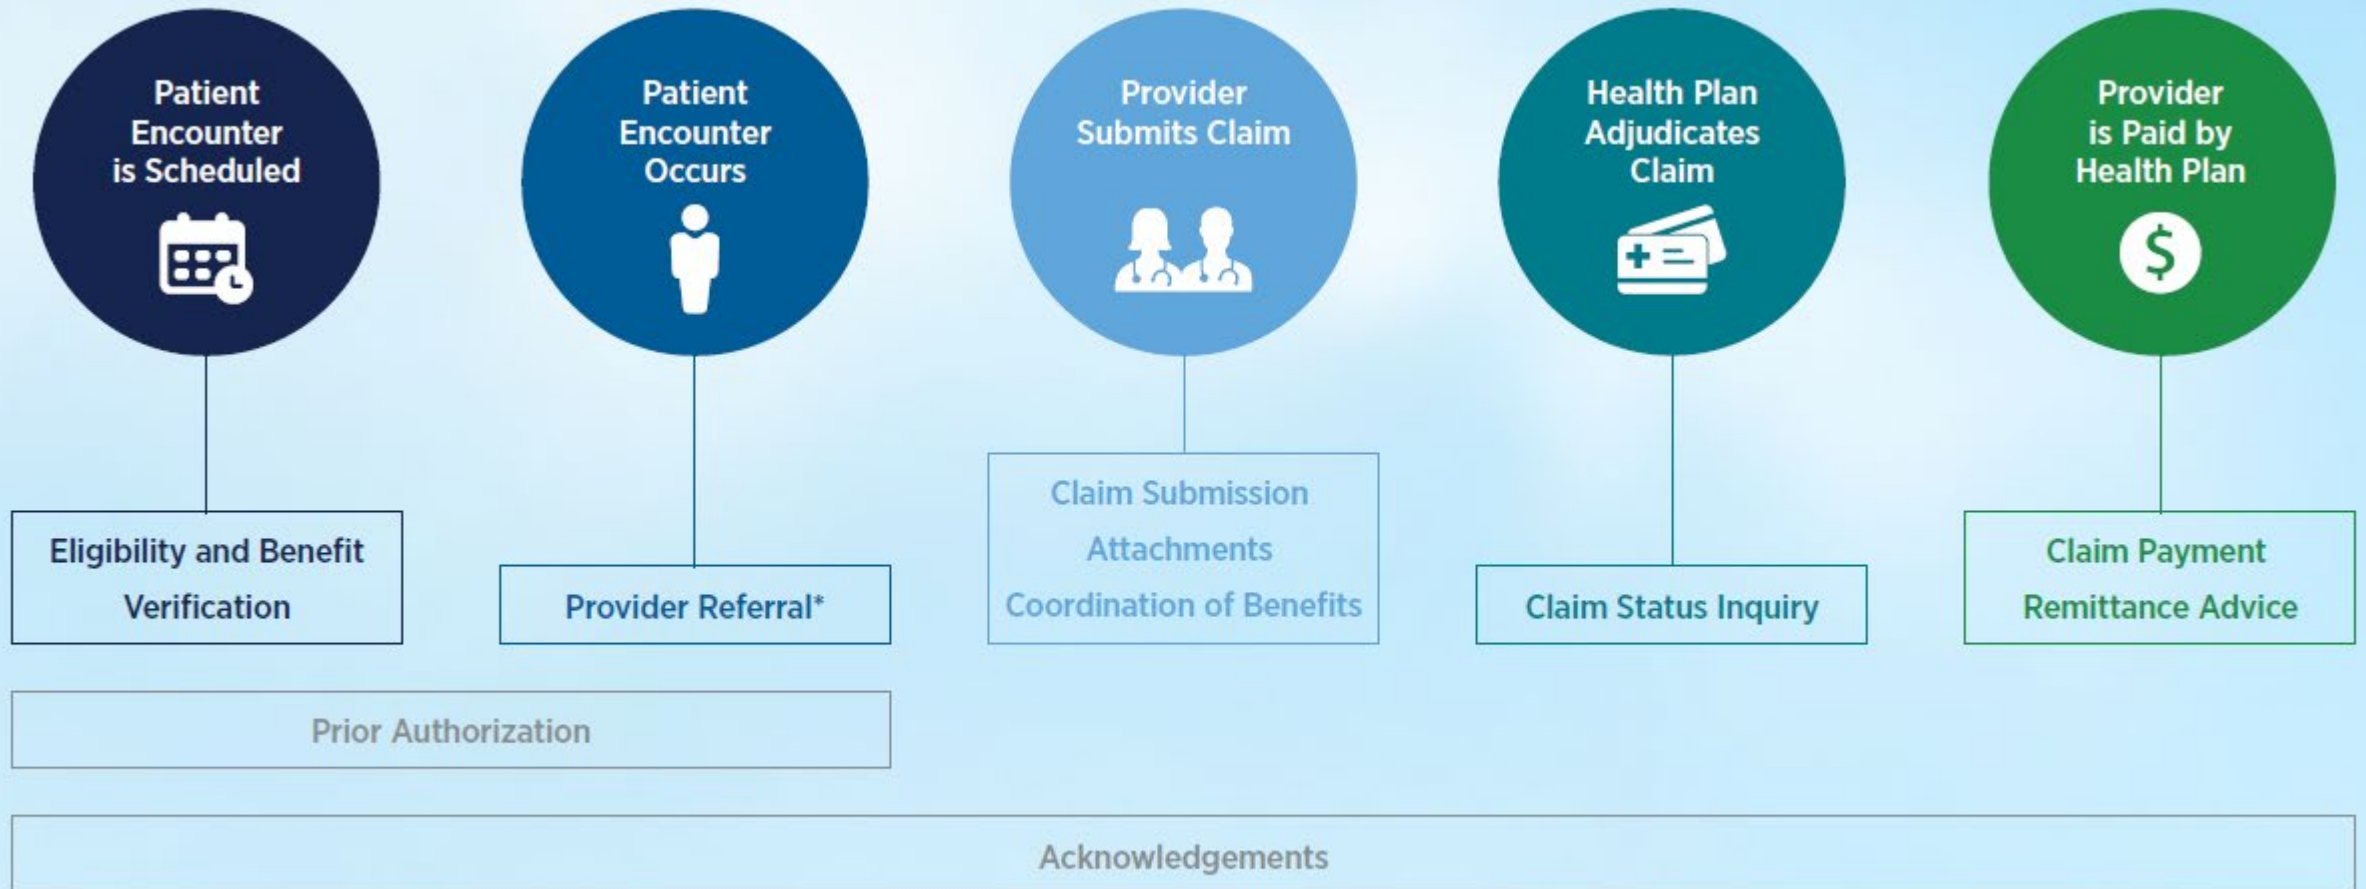 Patient
Encounter
is Scheduled
Patient
Encounter
Occurs
Provider
Submits Claim
Health Plan
Adjudicates
Claim
Provider
is Paid by
Health Plan
$
Eligibility and Benefit
Verification
Provider Referral*
Claim Submission
Attachments
Coordination of Benefits
Claim Status Inquiry
Claim Payment
Remittance Advice
Prior Authorization
Acknowledgements